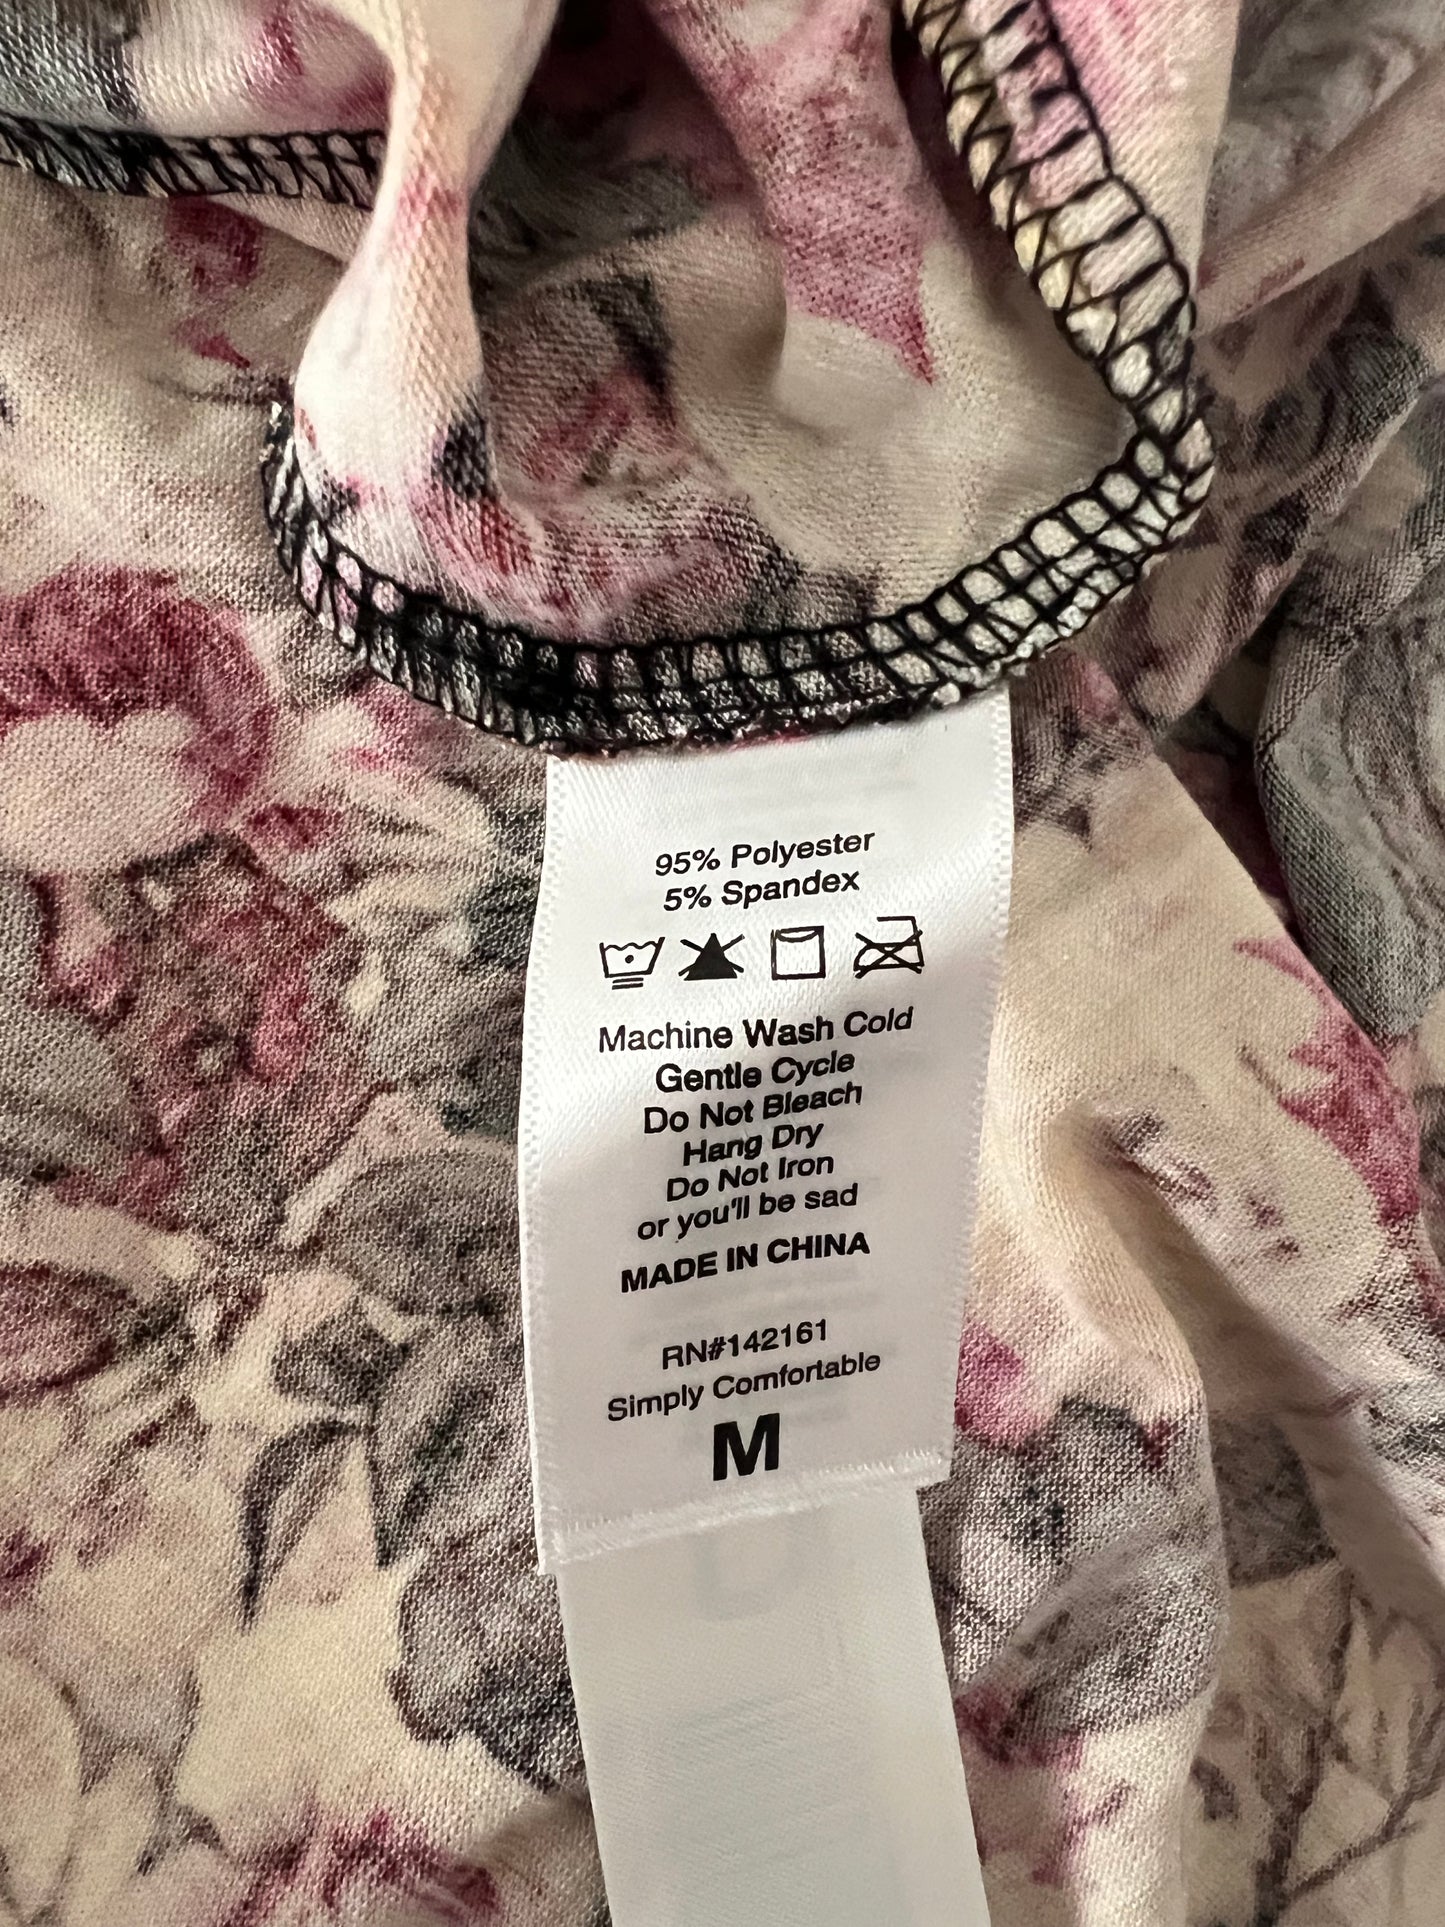 95% Polyester
5% Spandex
Machine Wash Cold
Gentle Cycle
Do Not Bleach
Hang Dry
Do Not Iron
or you'll be sad
MADE IN CHINA
RN#142161
Simply Comfortable
M